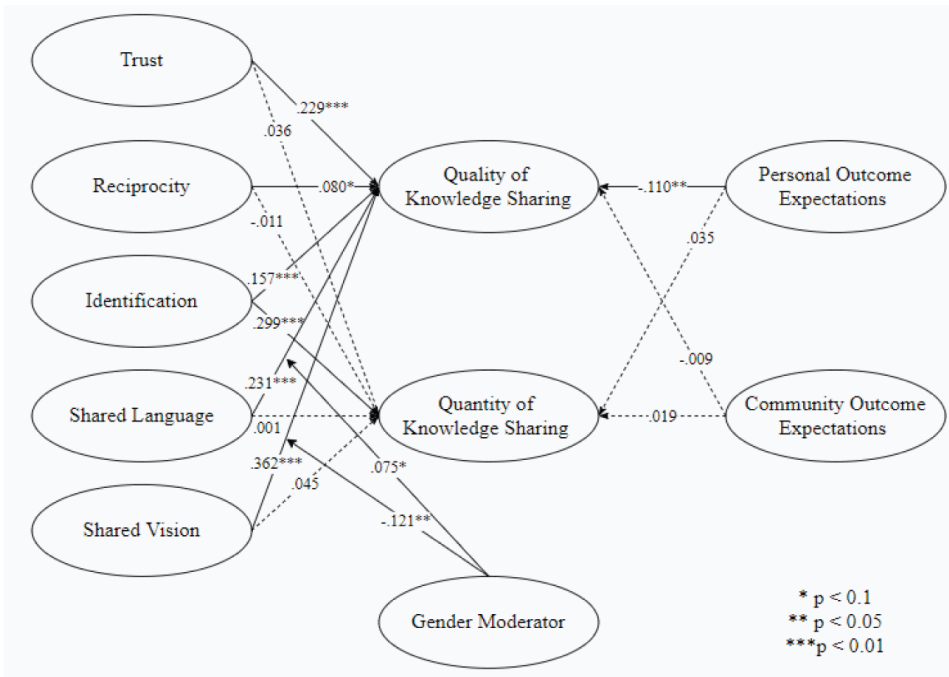 Trust
.229***
.036
Reciprocity
.080*
-.011
Quality of
Knowledge Sharing
-.110**
Personal Outcome
Expectations
.035
Identification
.157***
.299***
-.009
Shared Language
.231***
.001
Quantity of
Knowledge Sharing
.019
Community Outcome
Expectations
.362***
.045
.075*
-.121**
Shared Vision
Gender Moderator
* p < 0.1
** p < 0.05
***p < 0.01